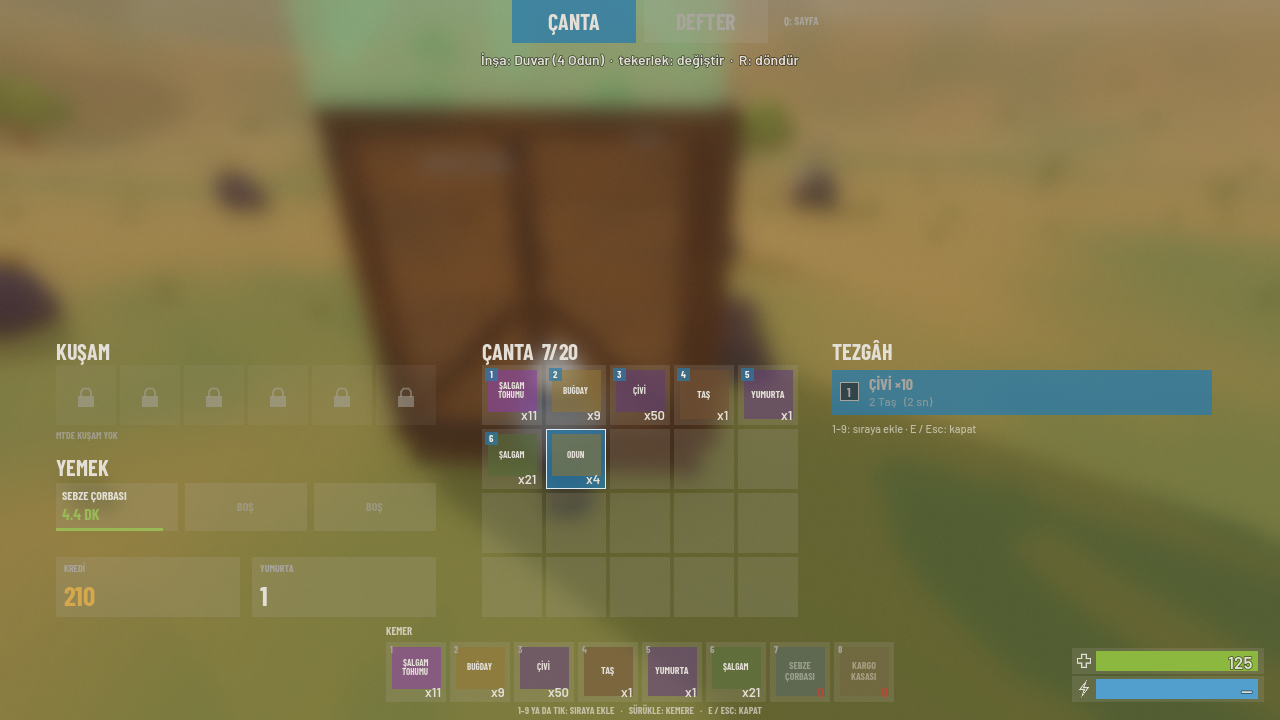 ÇANTA DEFTER Q: SAYFA
İnşa: Duvar (4 Odun) · tekerlek: değiştir · R: döndür
KUŞAM
M1'DE KUŞAM YOK
YEMEK
SEBZE ÇORBASI
4.4 DK
BOŞ
BOŞ
KREDİ
210
YUMURTA
1
ÇANTA 7/20
1 ŞALGAM TOHUMU x11
2 BUĞDAY x9
3 ÇİVİ x50
4 TAŞ x1
5 YUMURTA x1
6 ŞALGAM x21
ODUN x4
TEZGÂH
1 ÇİVİ ×10
2 Taş (2 sn)
1–9: sıraya ekle · E / Esc: kapat
KEMER
1 ŞALGAM TOHUMU x11
2 BUĞDAY x9
3 ÇİVİ x50
4 TAŞ x1
5 YUMURTA x1
6 ŞALGAM x21
7 SEBZE ÇORBASI 0
8 KARGO KASASI 0
1–9 YA DA TIK: SIRAYA EKLE · SÜRÜKLE: KEMERE · E / ESC: KAPAT
125
—